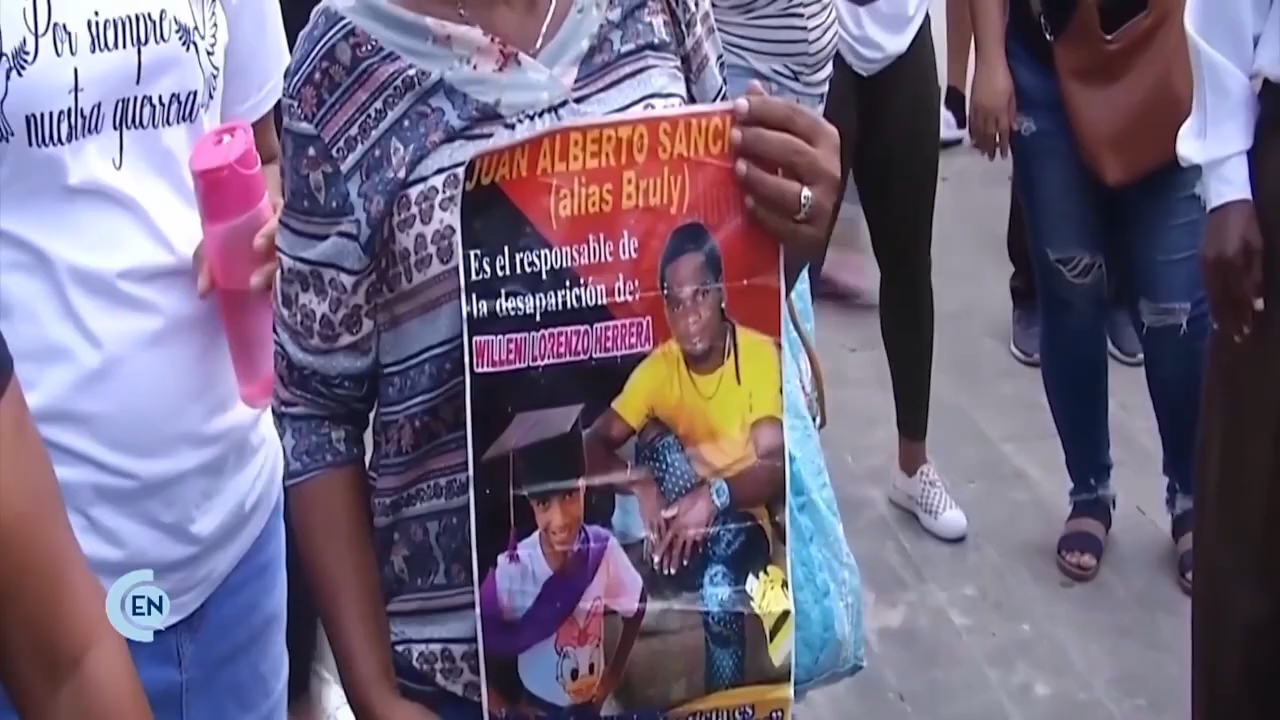 Por siempre
nuestra guerrera
JUAN ALBERTO SANCH
(alias Bruly)
Es el responsable de
la desaparición de:
WILLENI LORENZO HERRERA
EN